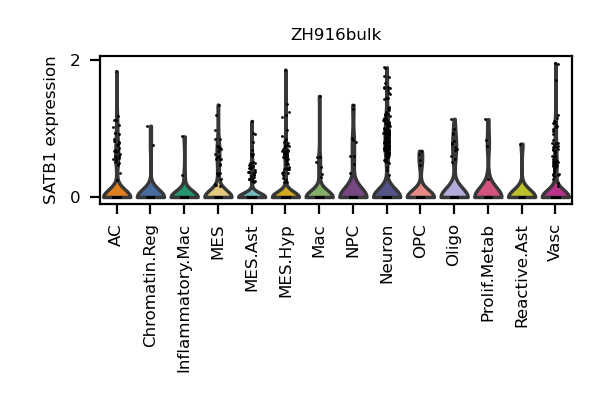 ZH916bulk
SATB1 expression
2
0
AC
Chromatin.Reg
Inflammatory.Mac
MES
MES.Ast
MES.Hyp
Mac
NPC
Neuron
OPC
Oligo
Prolif.Metab
Reactive.Ast
Vasc